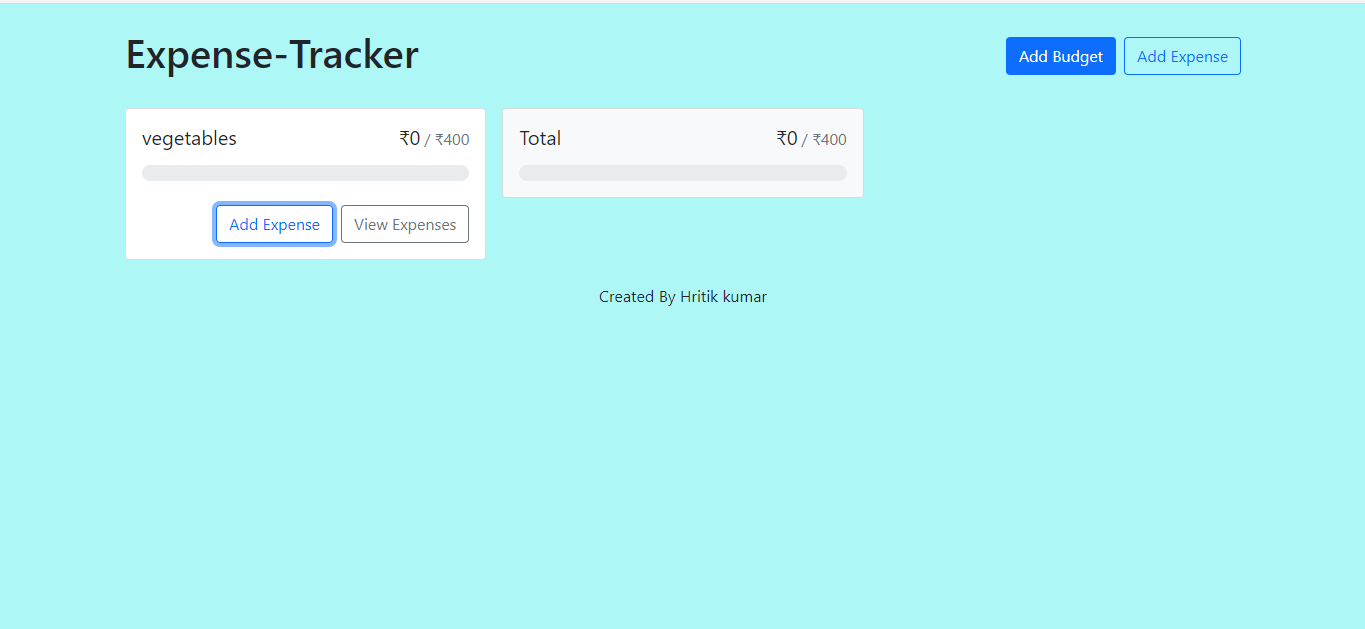 Expense-Tracker
Add Budget
Add Expense
vegetables ₹0 / ₹400
Add Expense
View Expenses
Total ₹0 / ₹400
Created By Hritik kumar